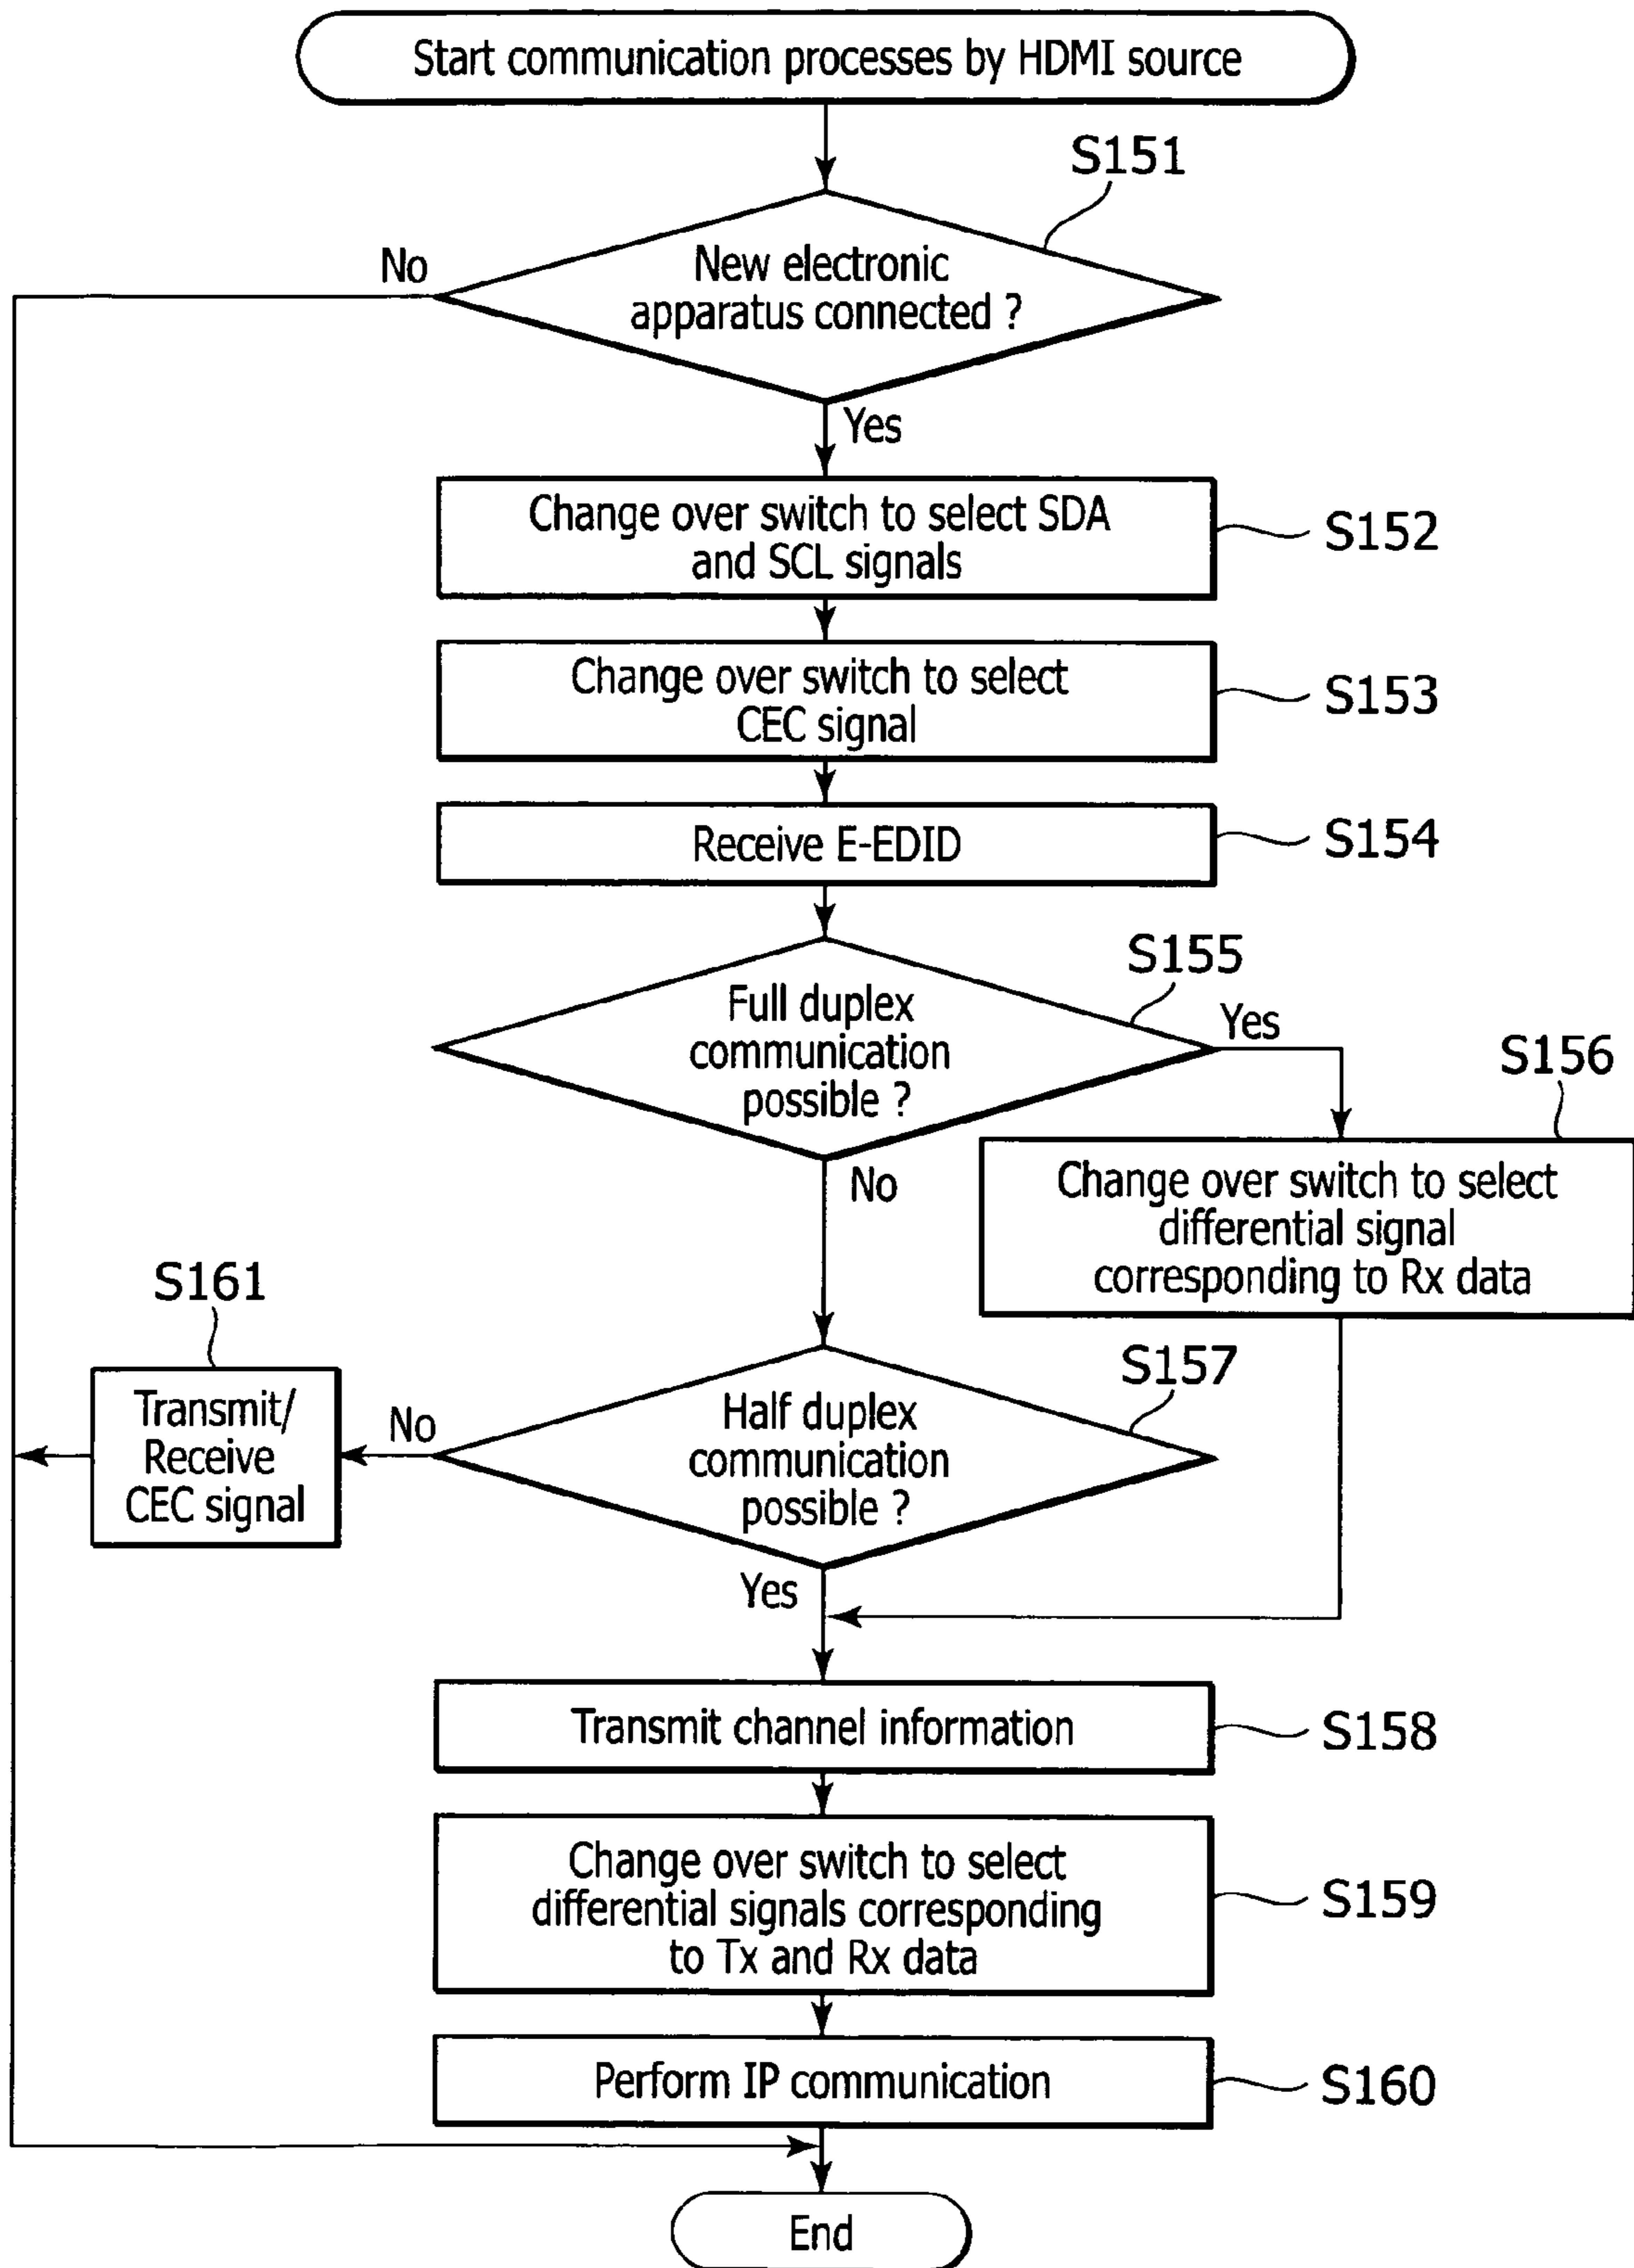 Start communication processes by HDMI source
S151
No
New electronic
apparatus connected ?
Yes
Change over switch to select SDA
and SCL signals
S152
Change over switch to select
CEC signal
S153
Receive E-EDID
S154
S155
Full duplex
communication
possible ?
Yes
S156
No
Change over switch to select
differential signal
corresponding to Rx data
S161
S157
Transmit/
Receive
CEC signal
No
Half duplex
communication
possible ?
Yes
Transmit channel information
S158
Change over switch to select
differential signals corresponding
to Tx and Rx data
S159
Perform IP communication
S160
End